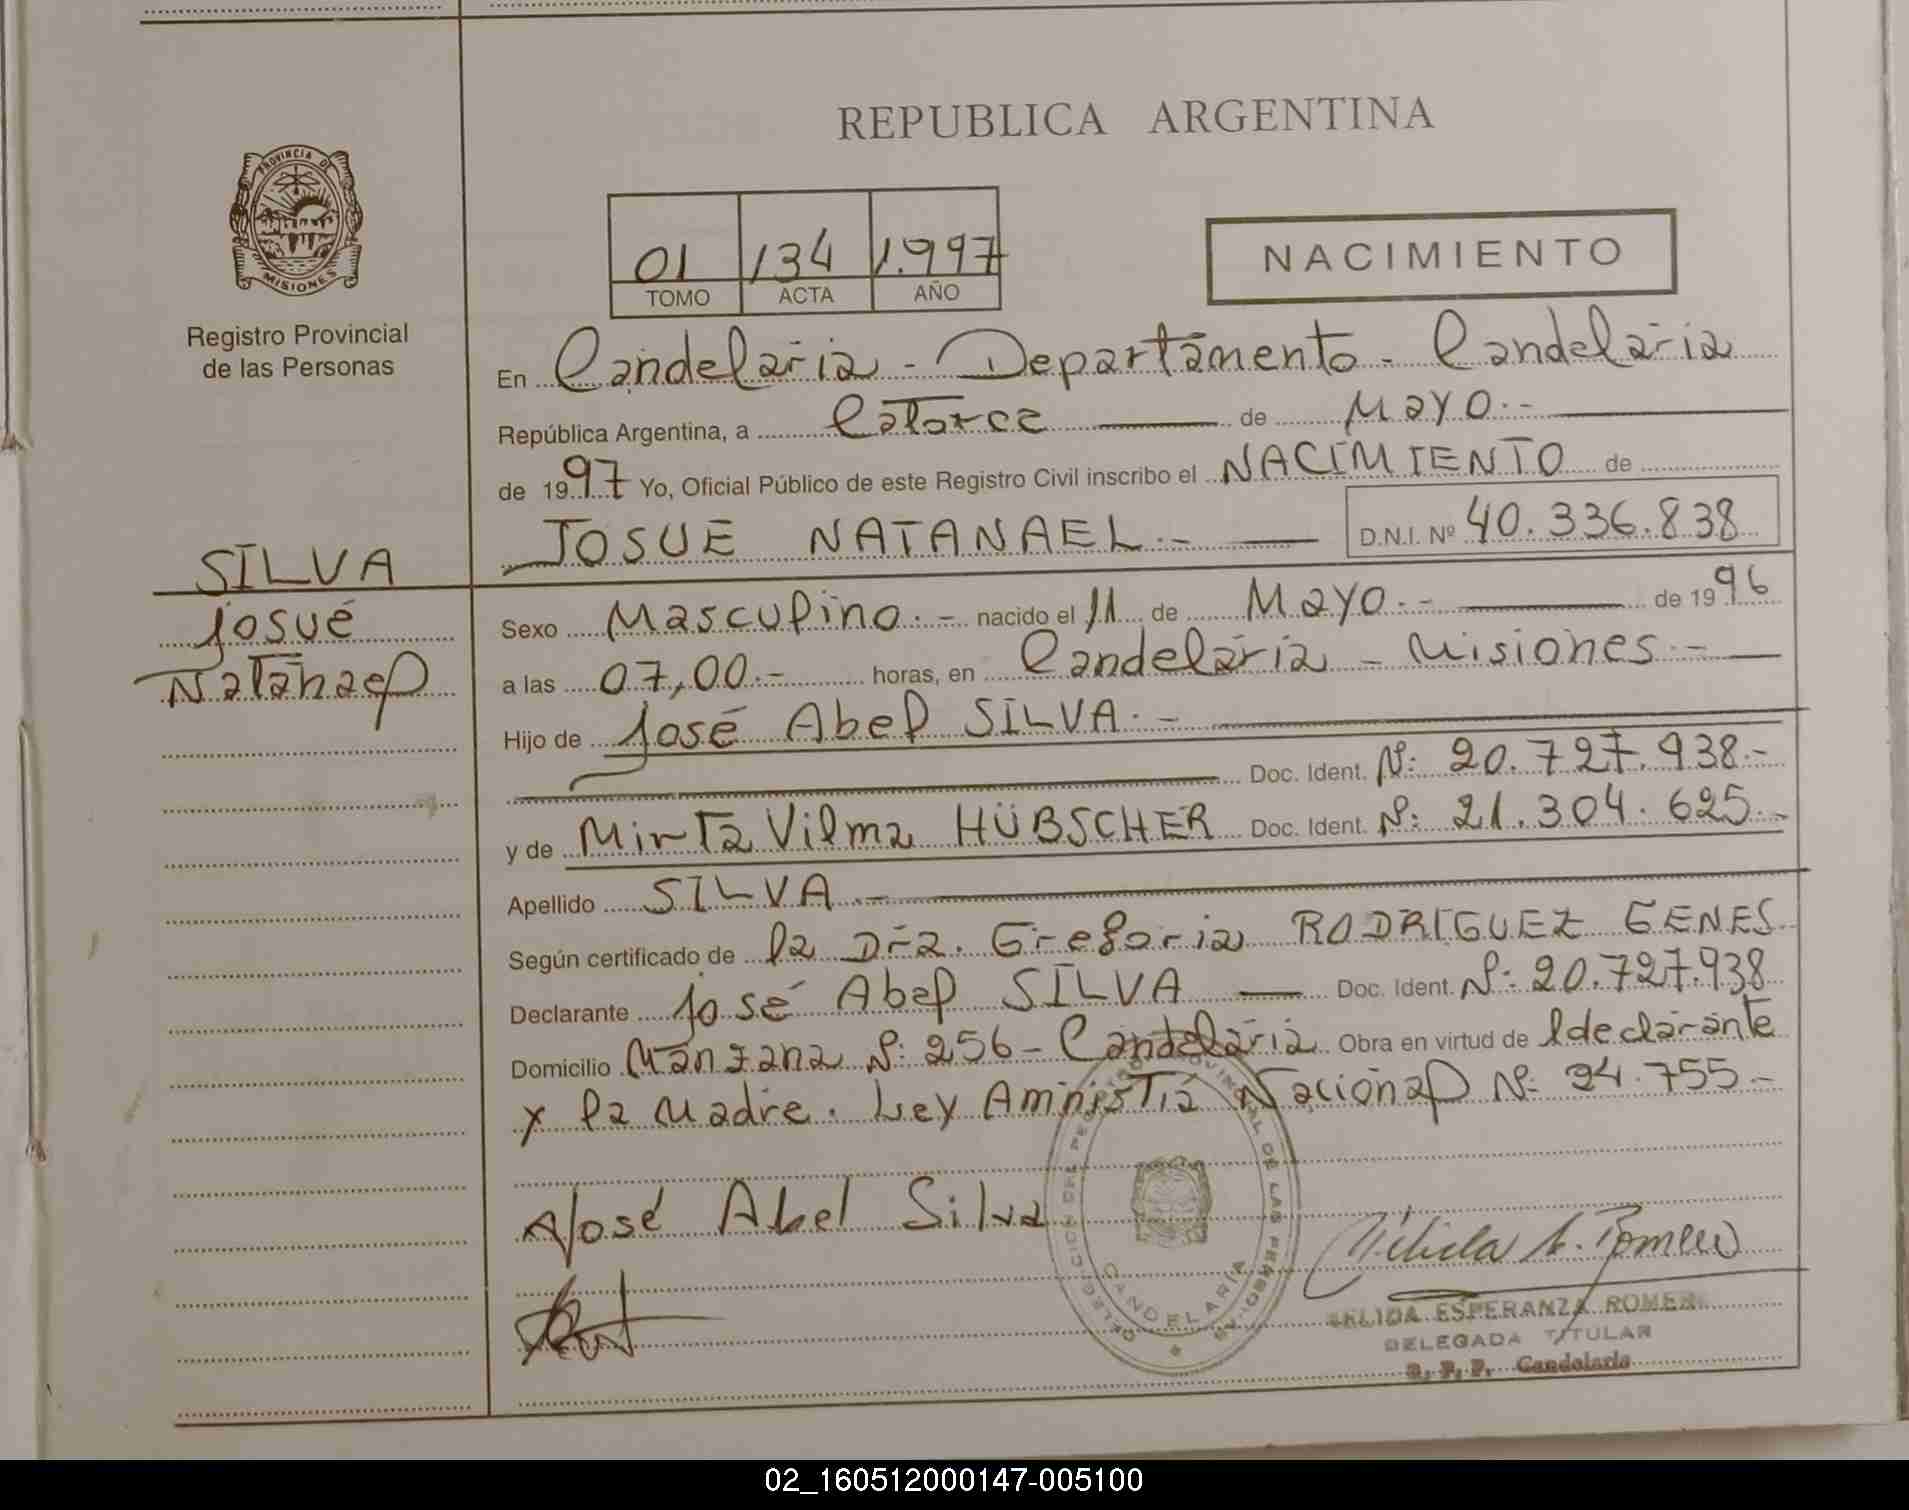 REPUBLICA ARGENTINA
PROVINCIA DE
MISIONES
Registro Provincial
de las Personas
01 134 1.997
TOMO ACTA AÑO
NACIMIENTO
En Candelaria - Departamento - Candelaria
República Argentina, a Catorce de Mayo.-
de 1997 Yo, Oficial Público de este Registro Civil inscribo el NACIMIENTO de
JOSUE NATANAEL.- D.N.I. Nº 40.336.838
SILVA
Josué
Natanael
Sexo Masculino.- nacido el 11 de Mayo.- de 1996
a las 07,00.- horas, en Candelaria - Misiones.-
Hijo de José Abel SILVA.-
Doc. Ident. Nº: 20.727.938.-
y de Mirta Vilma HÜBSCHER Doc. Ident. Nº: 21.304.625.-
Apellido SILVA.-
Según certificado de la Dra. Gregoria RODRIGUEZ GENES
Declarante José Abel SILVA Doc. Ident. Nº: 20.727.938
Domicilio Manzana Nº: 256 - Candelaria Obra en virtud de ldeclarante
y la Madre. Ley Aministía Nacional Nº 24.755.-
José Abel Silva
CANDELARIA
ESPERANZA ROMERO
DELEGADA TITULAR
R. P. P. Candelaria
02_160512000147-005100